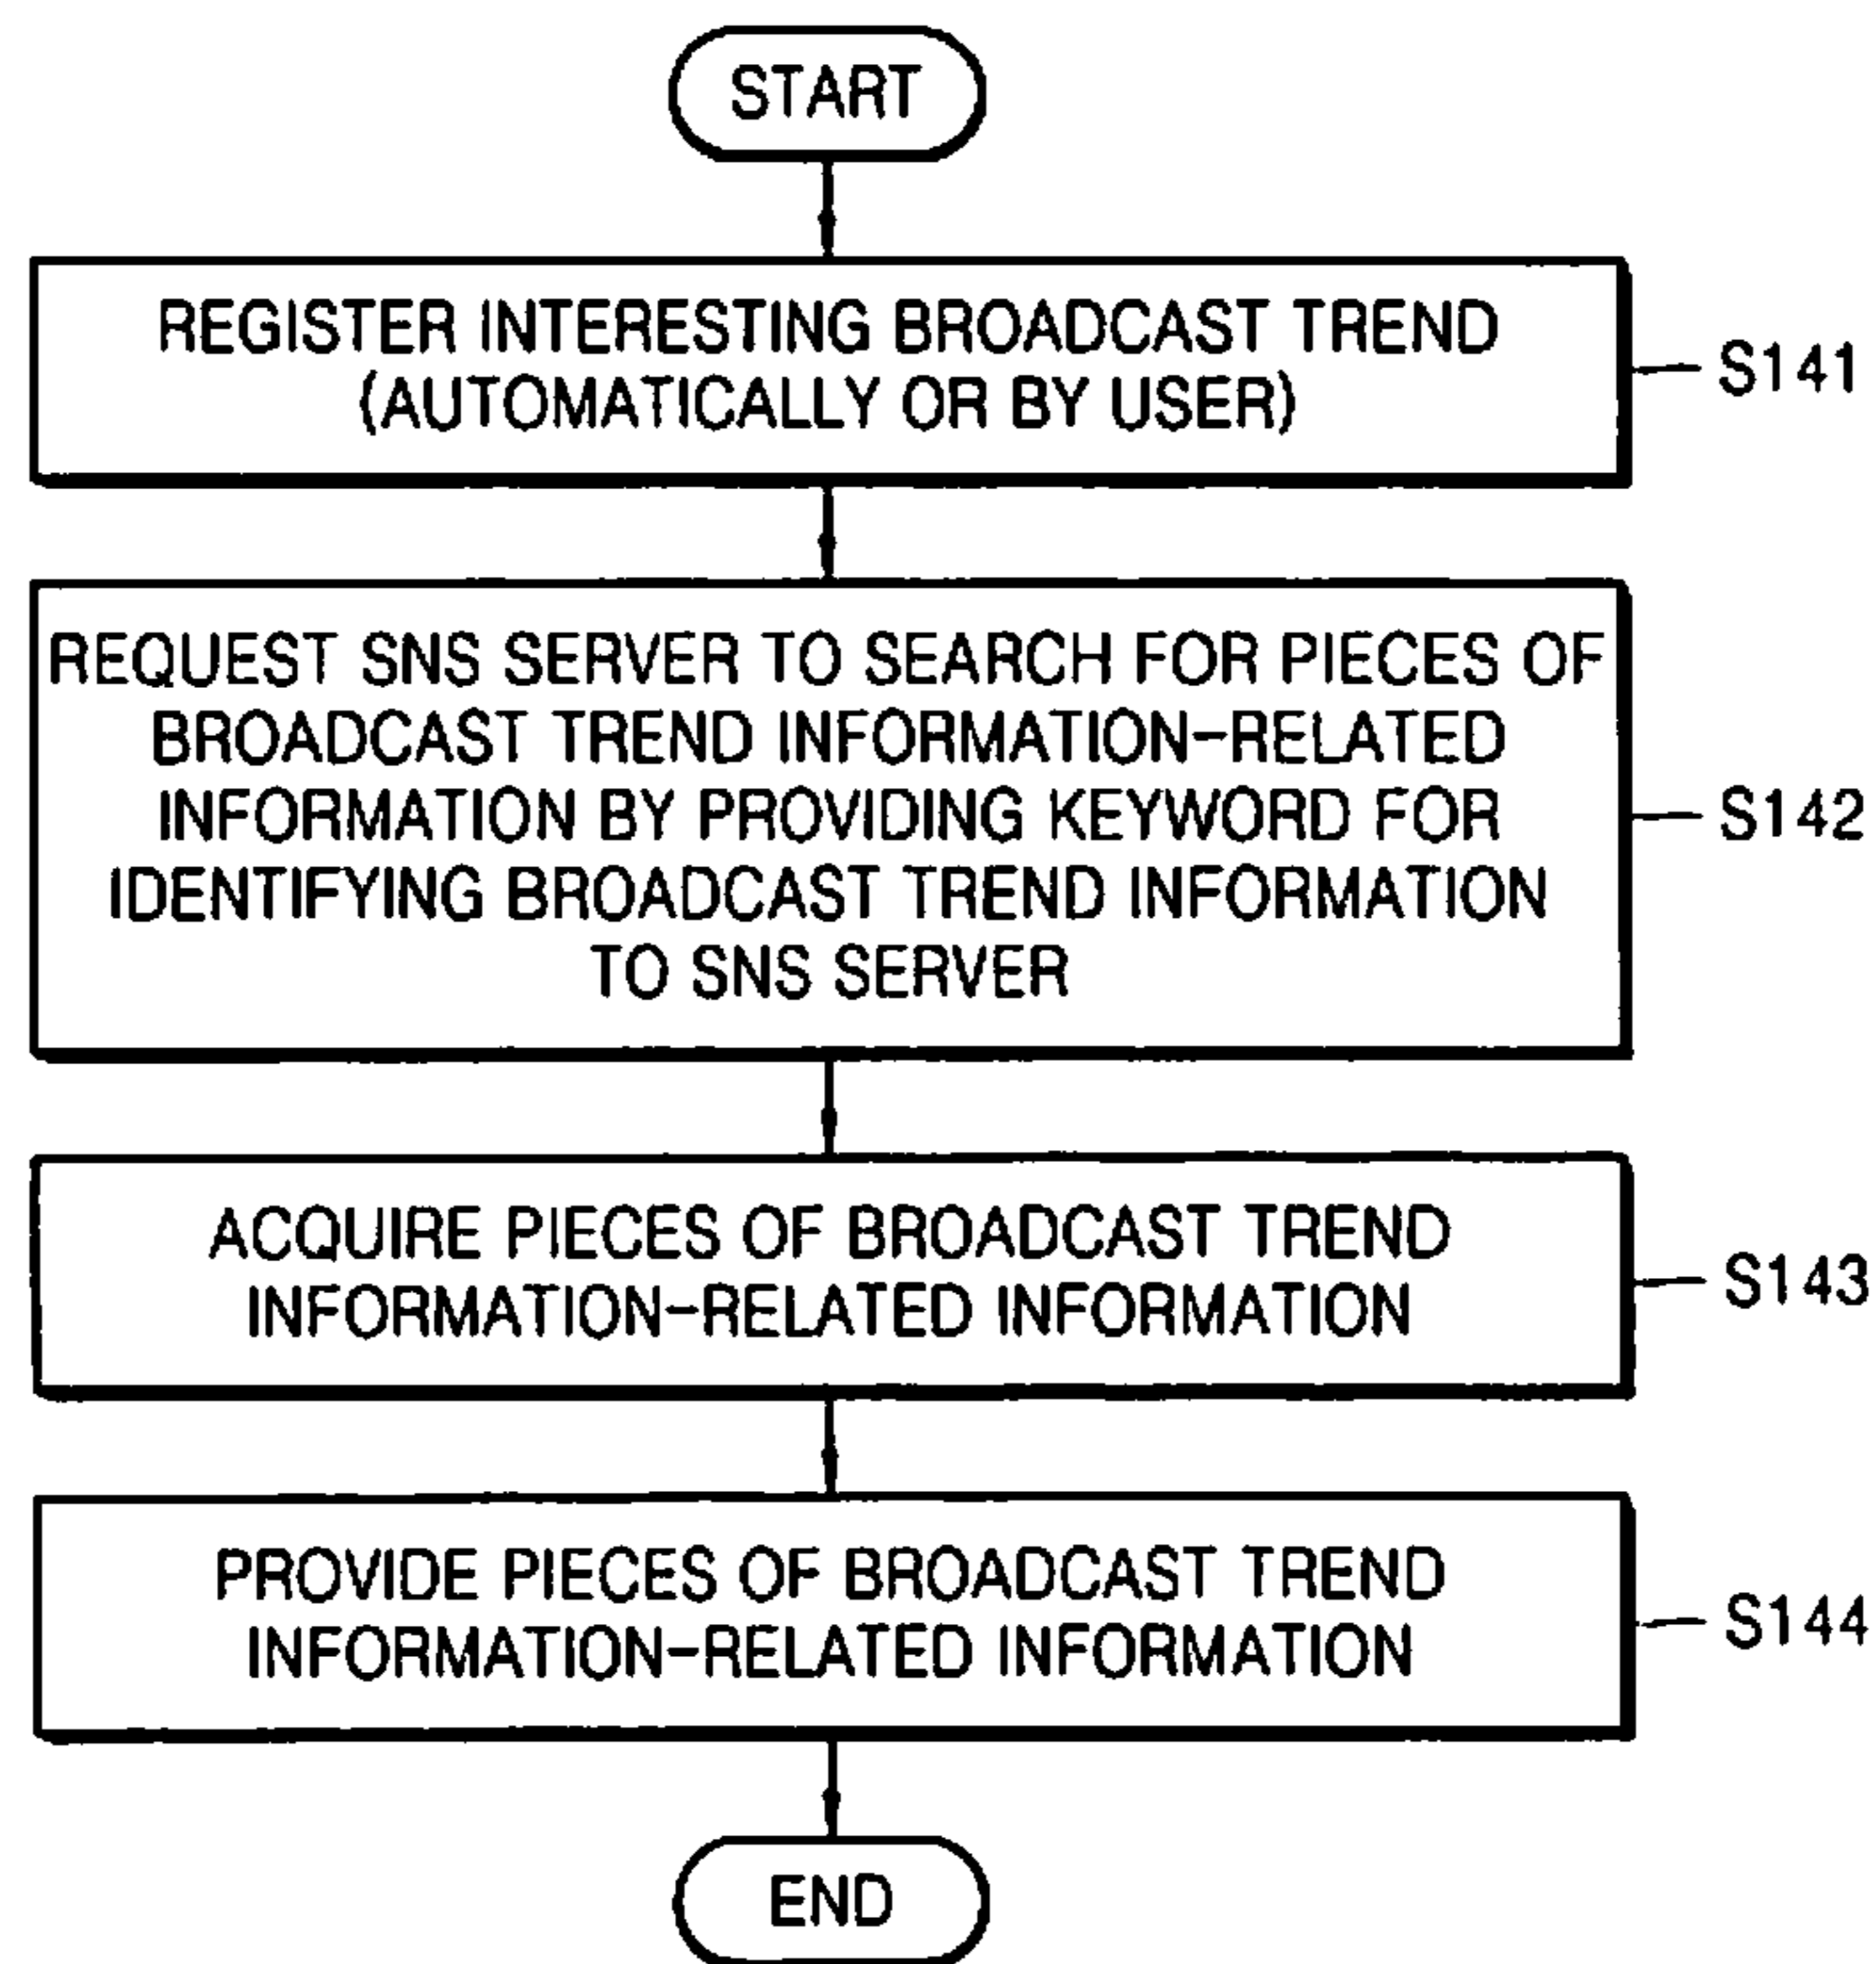 START
REGISTER INTERESTING BROADCAST TREND
(AUTOMATICALLY OR BY USER)
S141
REQUEST SNS SERVER TO SEARCH FOR PIECES OF
BROADCAST TREND INFORMATION-RELATED
INFORMATION BY PROVIDING KEYWORD FOR
IDENTIFYING BROADCAST TREND INFORMATION
TO SNS SERVER
S142
ACQUIRE PIECES OF BROADCAST TREND
INFORMATION-RELATED INFORMATION
S143
PROVIDE PIECES OF BROADCAST TREND
INFORMATION-RELATED INFORMATION
S144
END